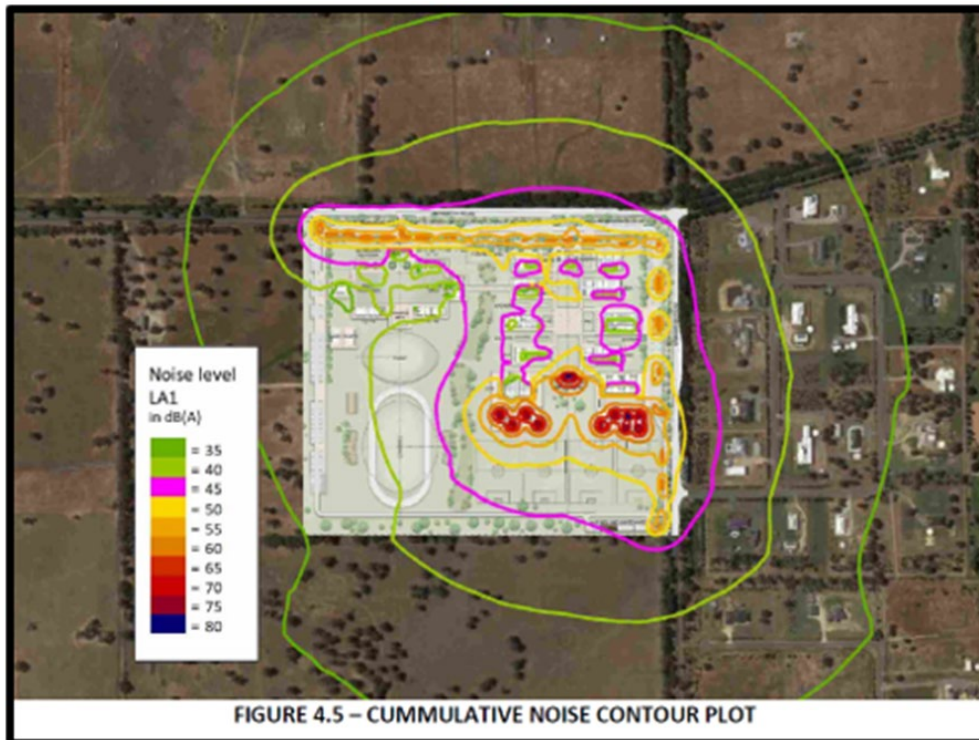 Noise level
LA1
in dB(A)
= 35
= 40
= 45
= 50
= 55
= 60
= 65
= 70
= 75
= 80
FIGURE 4.5 – CUMMULATIVE NOISE CONTOUR PLOT